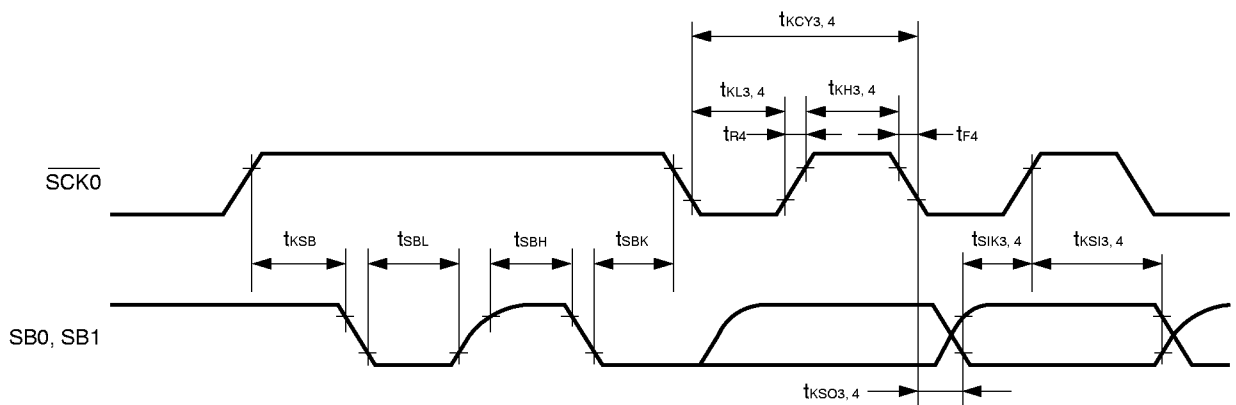 tKCY3, 4
tKL3, 4 tKH3, 4
tR4 tF4
SCK0
tKSB tSBL tSBH tSBK tSIK3, 4 tKSI3, 4
SB0, SB1
tKSO3, 4